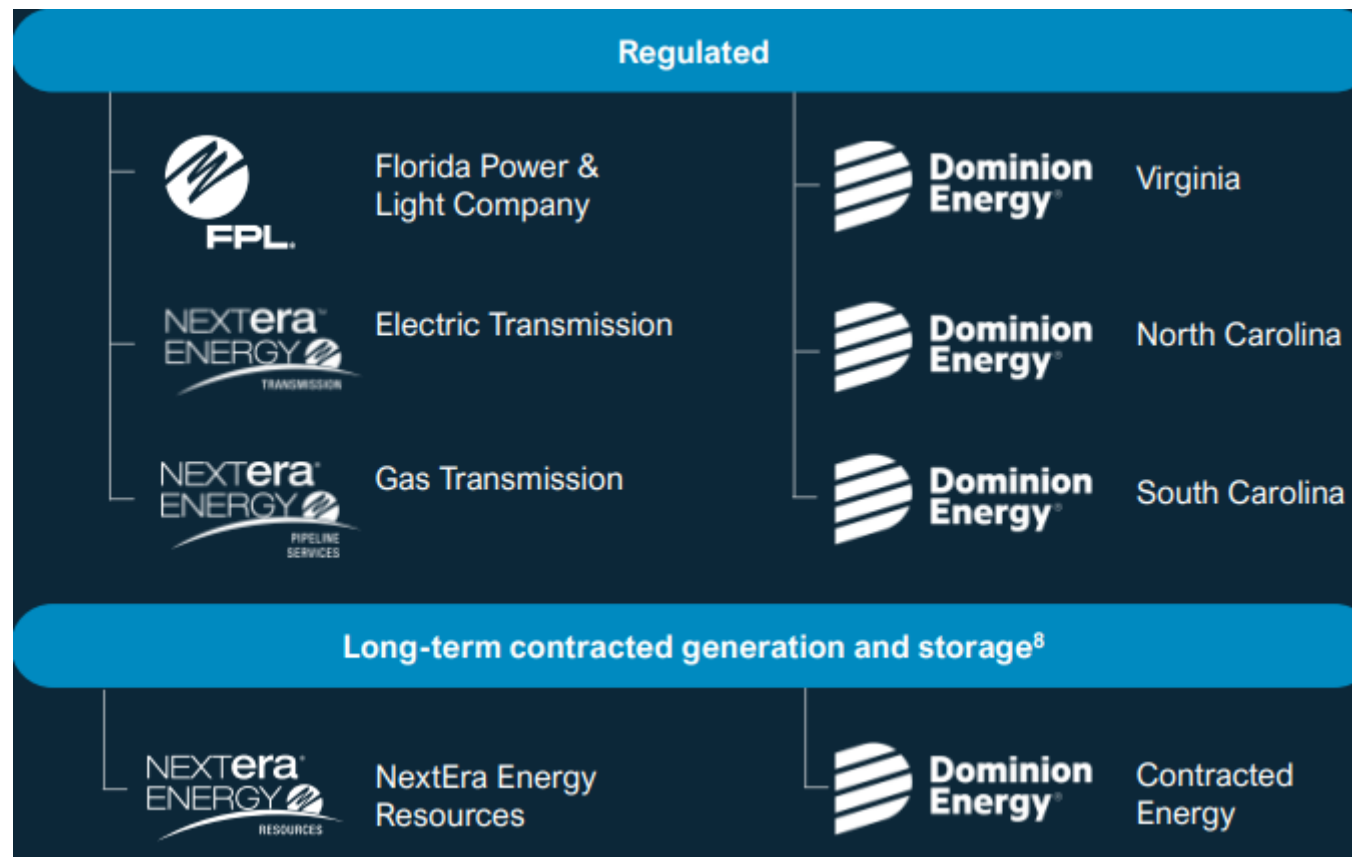 Regulated
FPL.
Florida Power &
Light Company
NEXTera™
ENERGY
TRANSMISSION
Electric Transmission
NEXTera®
ENERGY
PIPELINE
SERVICES
Gas Transmission
Dominion
Energy®
Virginia
Dominion
Energy®
North Carolina
Dominion
Energy®
South Carolina
Long-term contracted generation and storage⁸
NEXTera®
ENERGY
RESOURCES
NextEra Energy
Resources
Dominion
Energy®
Contracted
Energy